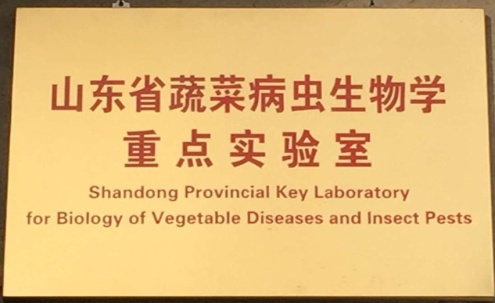 山东省蔬菜病虫生物学
重点实验室
Shandong Provincial Key Laboratory
for Biology of Vegetable Diseases and Insect Pests